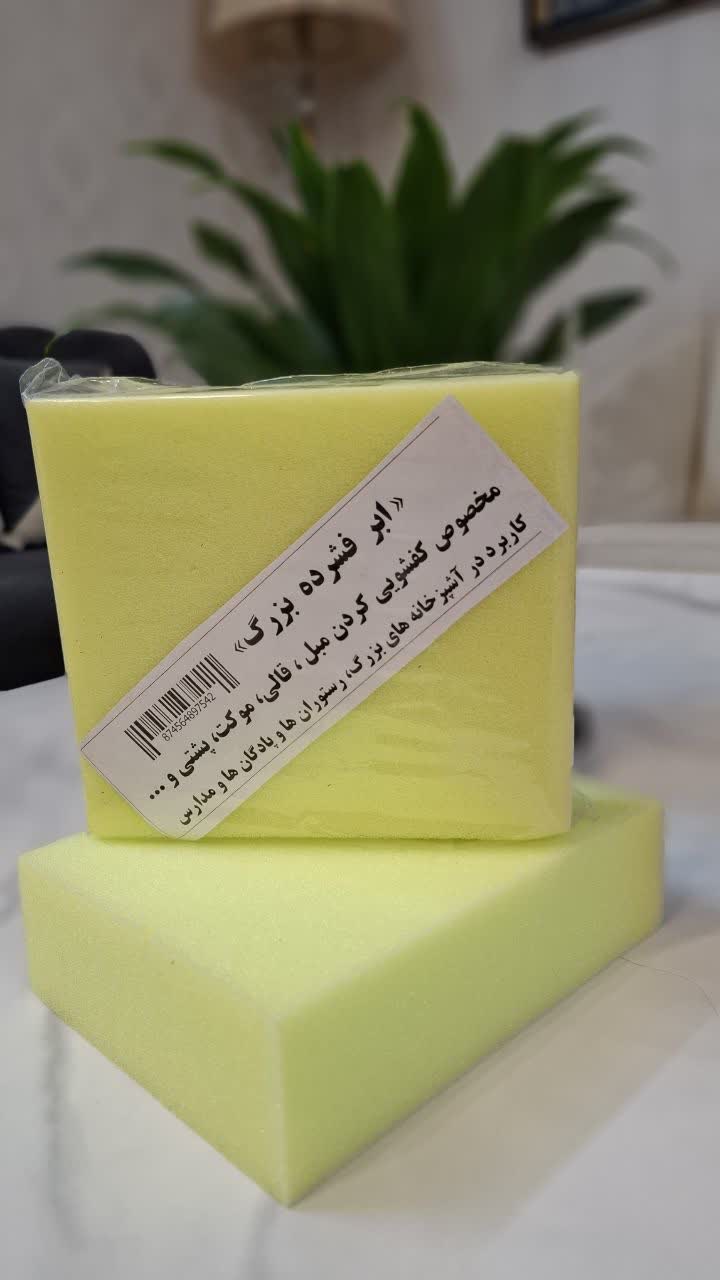 «ابر فشرده بزرگ»
مخصوص کفشویی کردن مبل ، قالی، موکت، پشتی و ...
کاربرد در آشپزخانه های بزرگ، رستوران ها و پادگان ها و مدارس
874564897542